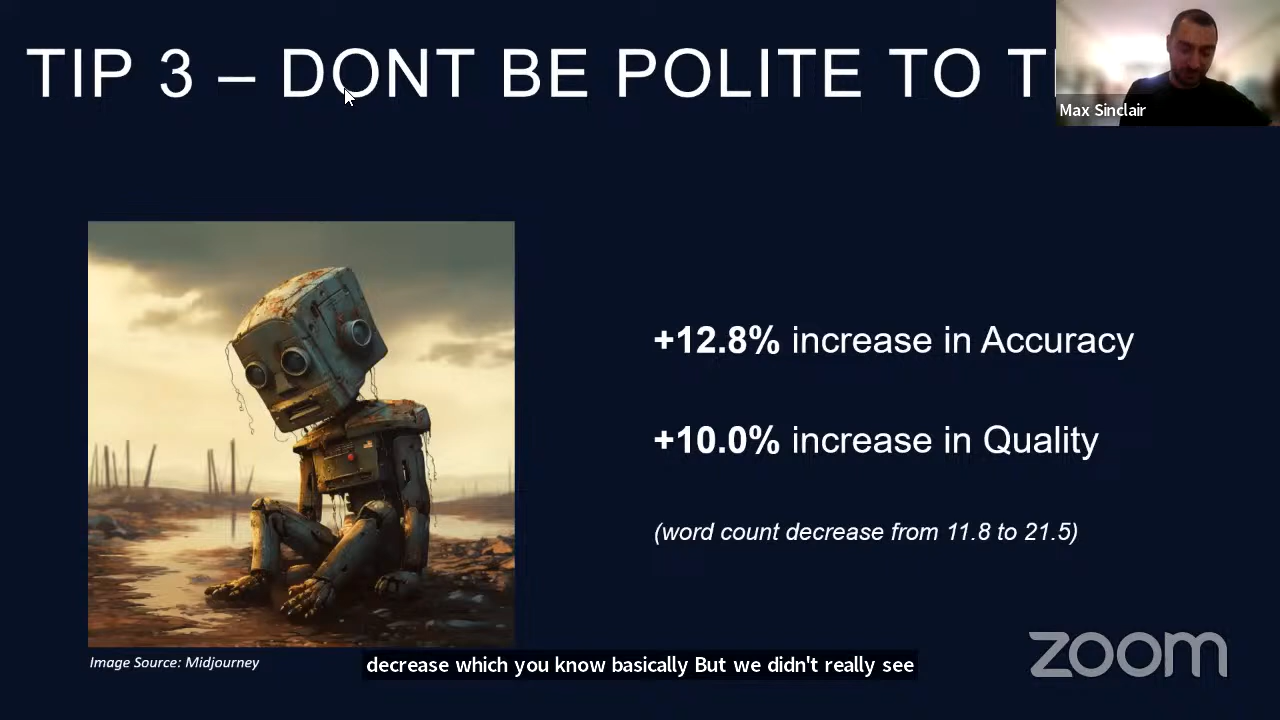 TIP 3 – DONT BE POLITE TO
Max Sinclair
+12.8% increase in Accuracy
+10.0% increase in Quality
(word count decrease from 11.8 to 21.5)
Image Source: Midjourney
decrease which you know basically But we didn't really see
zoom